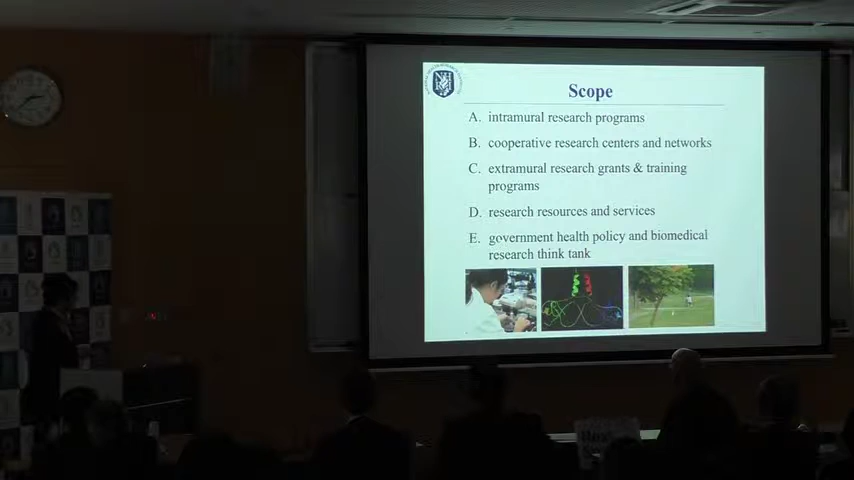 Scope
A. intramural research programs
B. cooperative research centers and networks
C. extramural research grants & training
programs
D. research resources and services
E. government health policy and biomedical
research think tank